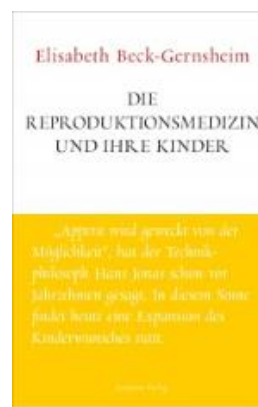 Elisabeth Beck-Gernsheim
DIE
REPRODUKTIONSMEDIZIN
UND IHRE KINDER
„Appetit wird geweckt von der
Möglichkeit“, hat der Technik-
philosoph Hans Jonas schon vor
Jahrzehnten gesagt. In diesem Sinne
findet heute eine Expansion des
Kinderwunsches statt.